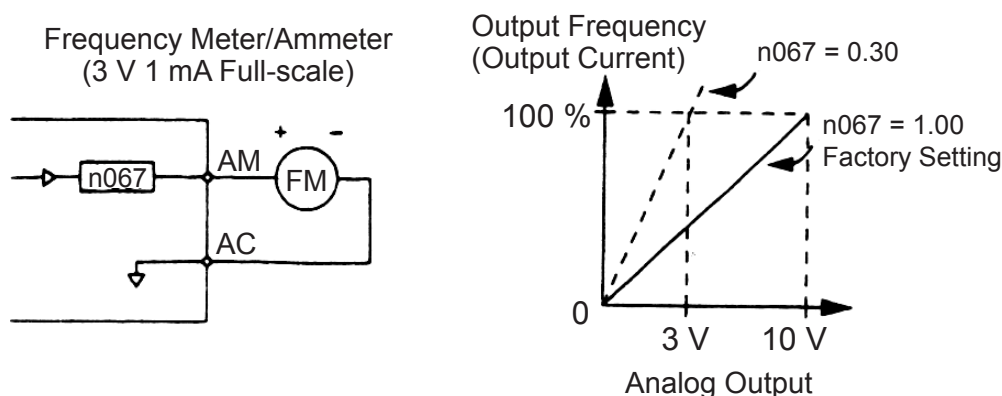 Frequency Meter/Ammeter
(3 V 1 mA Full-scale)
n067
AM
+ -
FM
AC
Output Frequency
(Output Current)
n067 = 0.30
100 %
n067 = 1.00
Factory Setting
0
3 V
10 V
Analog Output